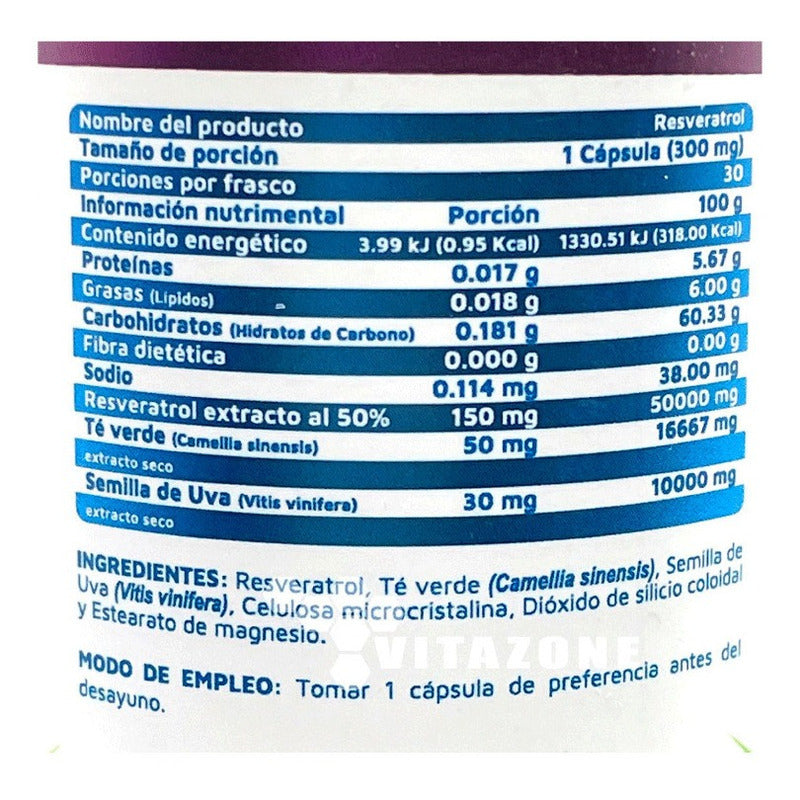 Nombre del producto Resveratrol
Tamaño de porción 1 Cápsula (300 mg)
Porciones por frasco 30
Información nutrimental Porción 100 g
Contenido energético 3.99 kJ (0.95 Kcal) 1330.51 kJ (318.00 Kcal)
Proteínas 0.017 g 5.67 g
Grasas (Lípidos) 0.018 g 6.00 g
Carbohidratos (Hidratos de Carbono) 0.181 g 60.33 g
Fibra dietética 0.000 g 0.00 g
Sodio 0.114 mg 38.00 mg
Resveratrol extracto al 50% 150 mg 50000 mg
Té verde (Camellia sinensis) 50 mg 16667 mg
extracto seco
Semilla de Uva (Vitis vinifera) 30 mg 10000 mg
extracto seco
INGREDIENTES: Resveratrol, Té verde (Camellia sinensis), Semilla de
Uva (Vitis vinifera), Celulosa microcristalina, Dióxido de silicio coloidal
y Estearato de magnesio.
VITAZONE
MODO DE EMPLEO: Tomar 1 cápsula de preferencia antes del
desayuno.